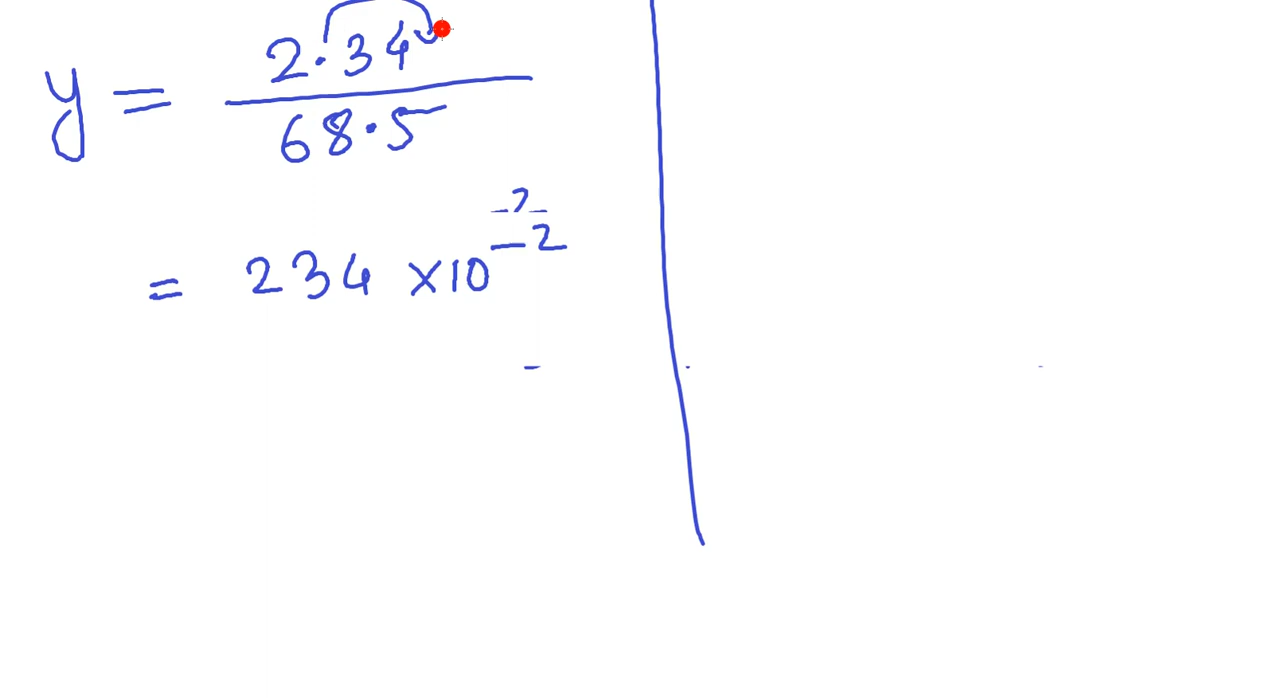 y = 2.34 / 68.5
= 234 ×10^-2